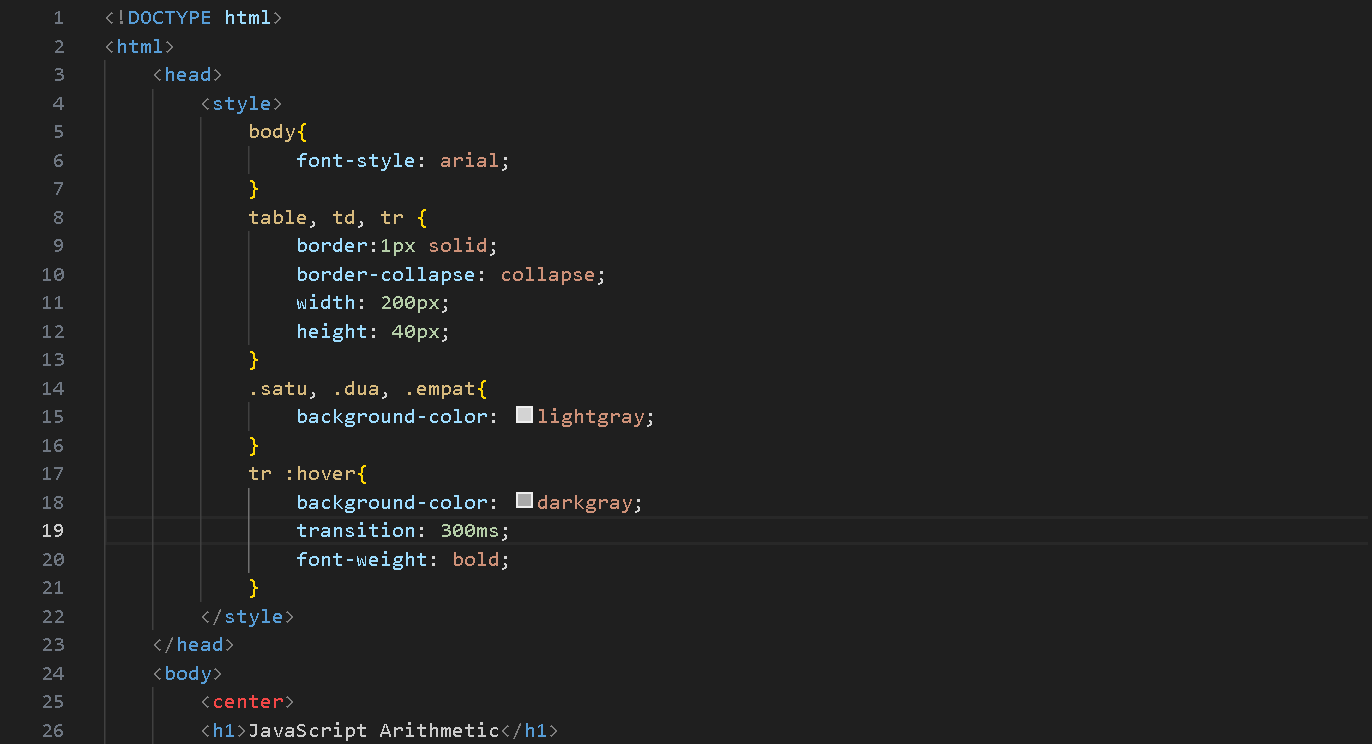 1 <!DOCTYPE html>
2 <html>
3 <head>
4 <style>
5 body{
6 font-style: arial;
7 }
8 table, td, tr {
9 border:1px solid;
10 border-collapse: collapse;
11 width: 200px;
12 height: 40px;
13 }
14 .satu, .dua, .empat{
15 background-color: lightgray;
16 }
17 tr :hover{
18 background-color: darkgray;
19 transition: 300ms;
20 font-weight: bold;
21 }
22 </style>
23 </head>
24 <body>
25 <center>
26 <h1>JavaScript Arithmetic</h1>